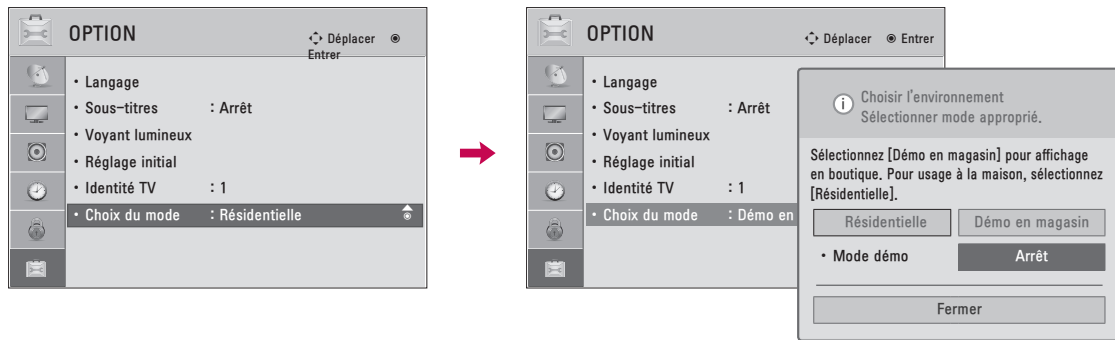 OPTION
Déplacer
Entrer
• Langage
• Sous-titres : Arrêt
• Voyant lumineux
• Réglage initial
• Identité TV : 1
• Choix du mode : Résidentielle
OPTION
Déplacer Entrer
• Langage
• Sous-titres : Arrêt
• Voyant lumineux
• Réglage initial
• Identité TV : 1
• Choix du mode : Démo en
i
Choisir l'environnement
Sélectionner mode approprié.
Sélectionnez [Démo en magasin] pour affichage
en boutique. Pour usage à la maison, sélectionnez
[Résidentielle].
Résidentielle Démo en magasin
• Mode démo Arrêt
Fermer